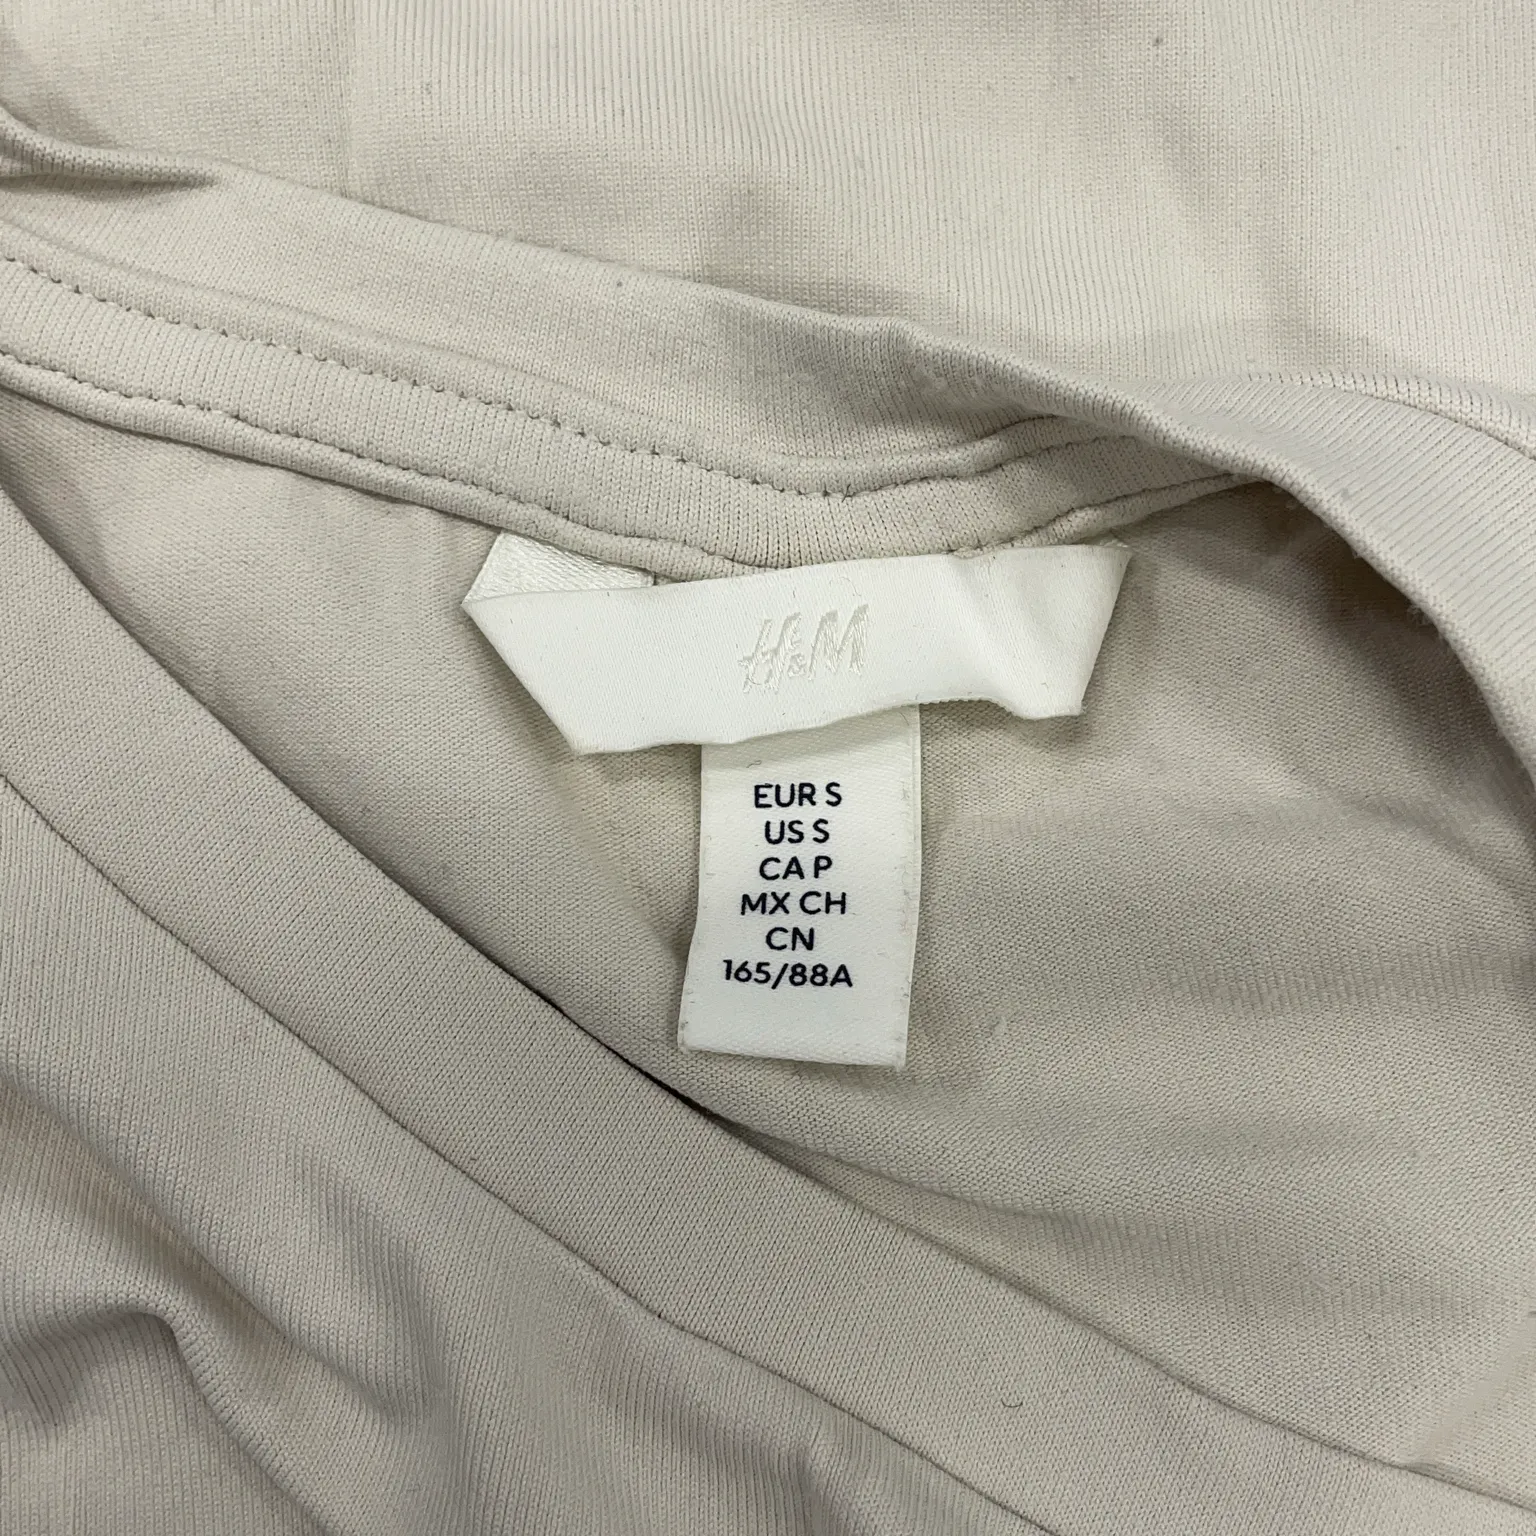 H&M
EUR S
US S
CA P
MX CH
CN
165/88A